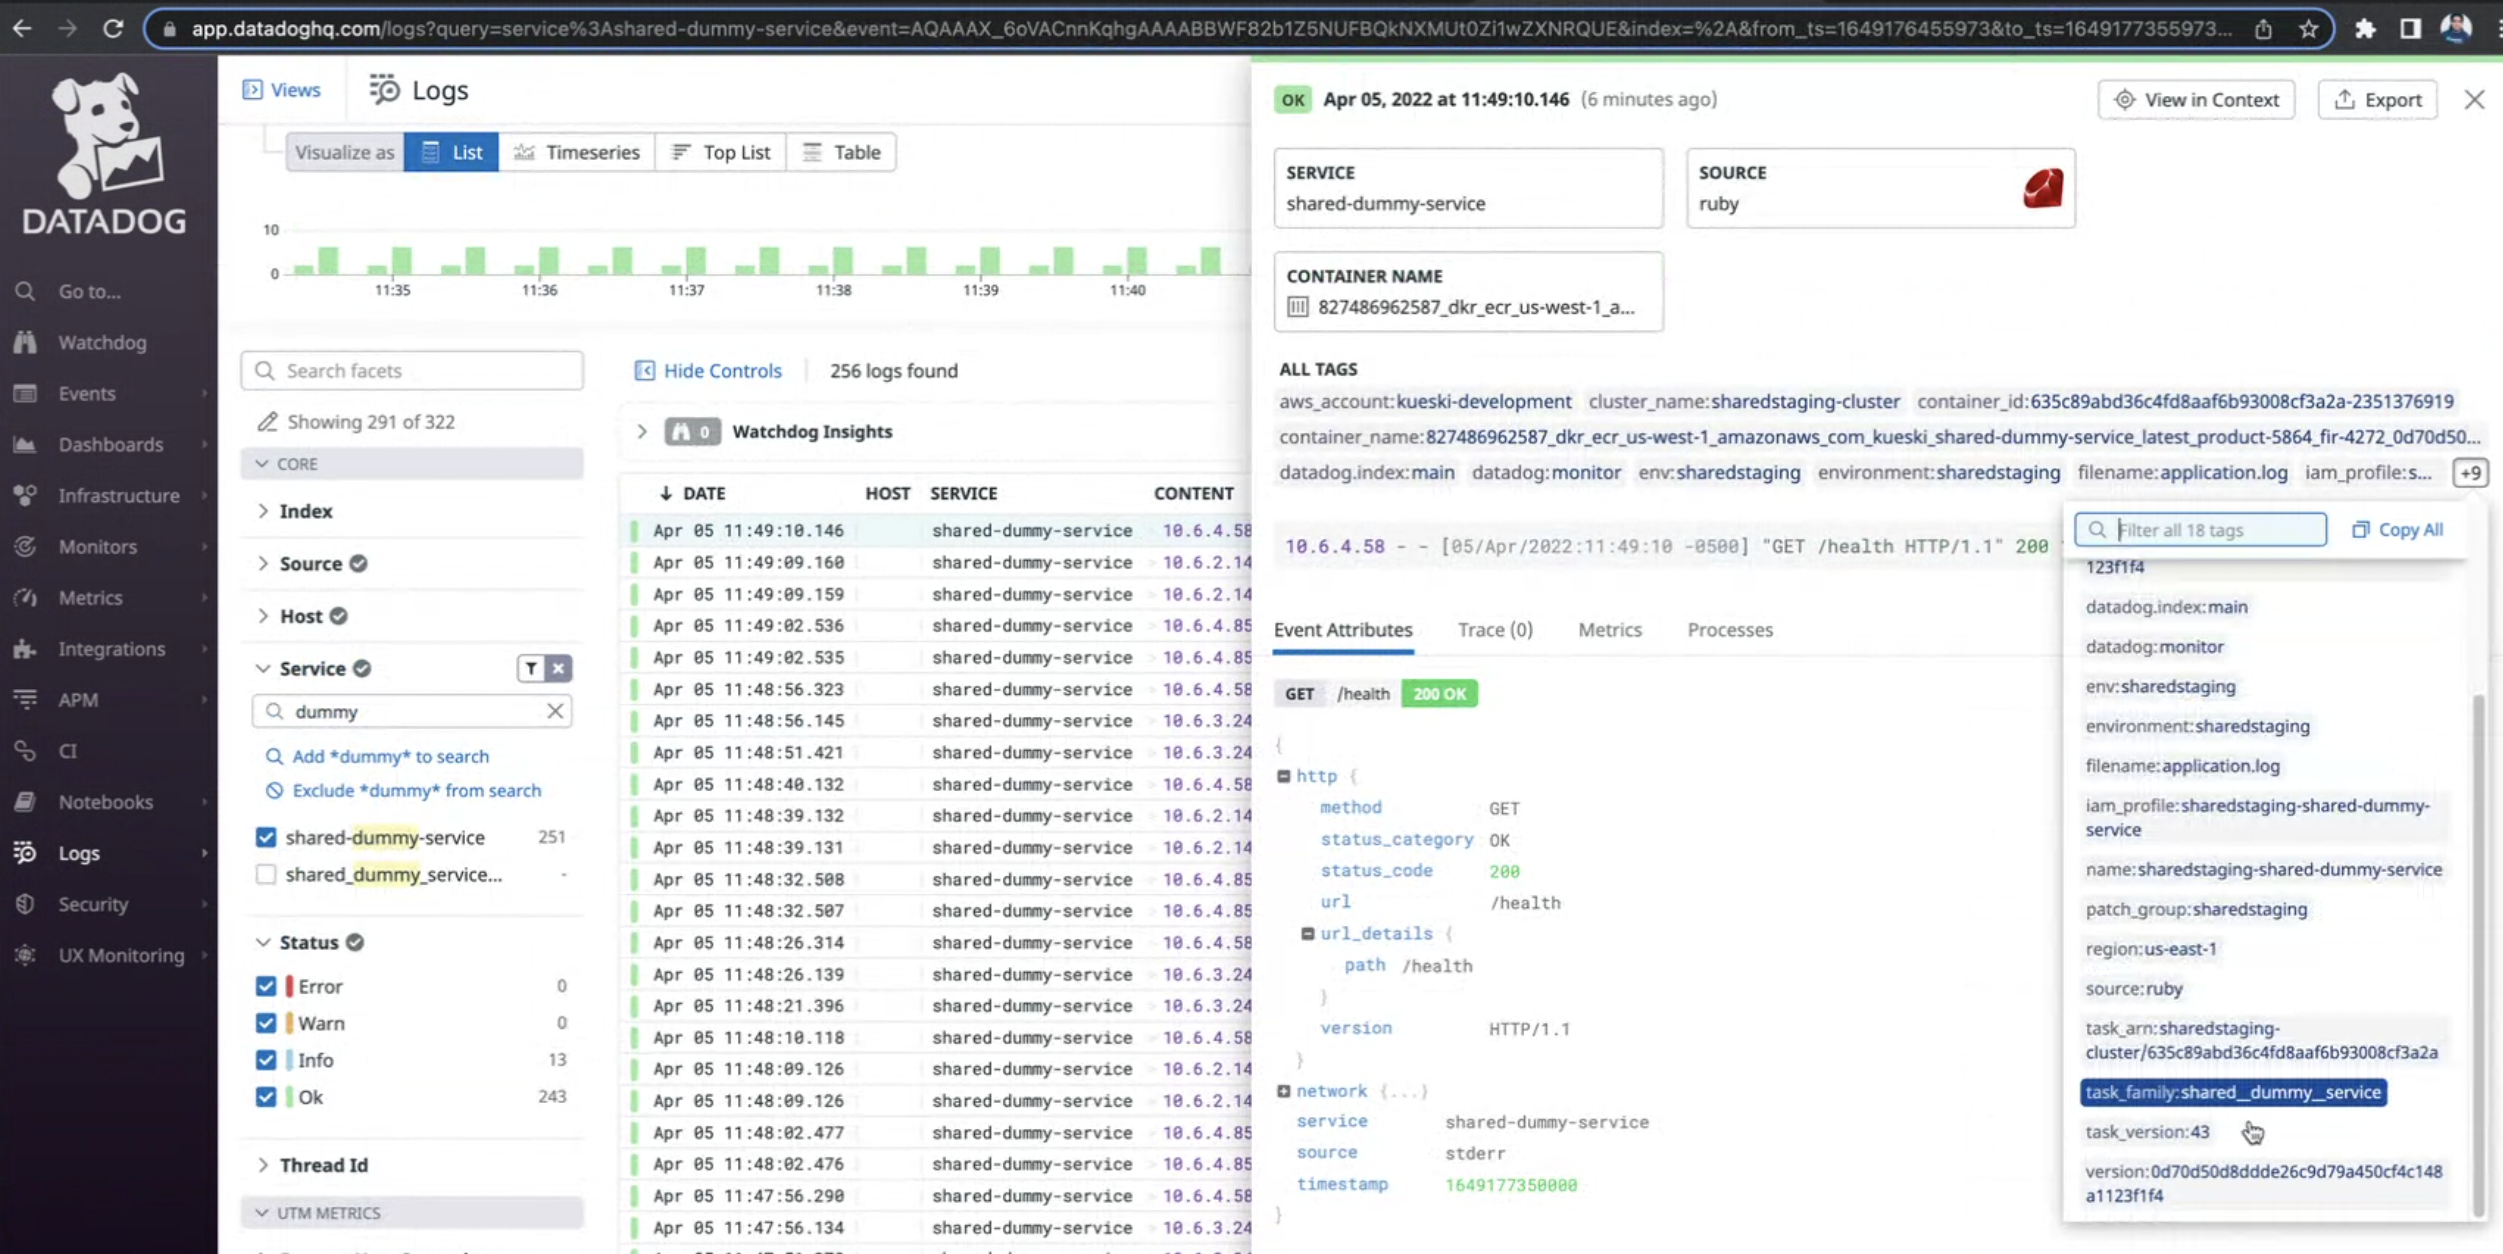 app.datadoghq.com/logs?query=service%3Ashared-dummy-service&event=AQAAAX_6oVACnnKqhgAAAABBWF82b1Z5NUFBQkNXMUt0Zi1wZXNRQUE&index=%2A&from_ts=1649176455973&to_ts=1649177355973...
DATADOG
Go to...
Watchdog
Events
Dashboards
Infrastructure
Monitors
Metrics
Integrations
APM
CI
Notebooks
Logs
Security
UX Monitoring
Views
Logs
Visualize as List Timeseries Top List Table
10
0
11:35 11:36 11:37 11:38 11:39 11:40
Search facets
Showing 291 of 322
CORE
Index
Source
Host
Service
dummy
Add *dummy* to search
Exclude *dummy* from search
shared-dummy-service 251
shared_dummy_service... -
Status
Error 0
Warn 0
Info 13
Ok 243
Thread Id
UTM METRICS
Hide Controls 256 logs found
0 Watchdog Insights
DATE HOST SERVICE CONTENT
Apr 05 11:49:10.146 shared-dummy-service 10.6.4.58
Apr 05 11:49:09.160 shared-dummy-service 10.6.2.14
Apr 05 11:49:09.159 shared-dummy-service 10.6.2.14
Apr 05 11:49:02.536 shared-dummy-service 10.6.4.85
Apr 05 11:49:02.535 shared-dummy-service 10.6.4.85
Apr 05 11:48:56.323 shared-dummy-service 10.6.4.58
Apr 05 11:48:56.145 shared-dummy-service 10.6.3.24
Apr 05 11:48:51.421 shared-dummy-service 10.6.3.24
Apr 05 11:48:40.132 shared-dummy-service 10.6.4.58
Apr 05 11:48:39.132 shared-dummy-service 10.6.2.14
Apr 05 11:48:39.131 shared-dummy-service 10.6.2.14
Apr 05 11:48:32.508 shared-dummy-service 10.6.4.85
Apr 05 11:48:32.507 shared-dummy-service 10.6.4.85
Apr 05 11:48:26.314 shared-dummy-service 10.6.4.58
Apr 05 11:48:26.139 shared-dummy-service 10.6.3.24
Apr 05 11:48:21.396 shared-dummy-service 10.6.3.24
Apr 05 11:48:10.118 shared-dummy-service 10.6.4.58
Apr 05 11:48:09.126 shared-dummy-service 10.6.2.14
Apr 05 11:48:09.126 shared-dummy-service 10.6.2.14
Apr 05 11:48:02.477 shared-dummy-service 10.6.4.85
Apr 05 11:48:02.476 shared-dummy-service 10.6.4.85
Apr 05 11:47:56.290 shared-dummy-service 10.6.4.58
Apr 05 11:47:56.134 shared-dummy-service 10.6.3.24
OK Apr 05, 2022 at 11:49:10.146 (6 minutes ago)
View in Context Export
SERVICE
shared-dummy-service
SOURCE
ruby
CONTAINER NAME
827486962587_dkr_ecr_us-west-1_a...
ALL TAGS
aws_account:kueski-development cluster_name:sharedstaging-cluster container_id:635c89abd36c4fd8aaf6b93008cf3a2a-2351376919
container_name:827486962587_dkr_ecr_us-west-1_amazonaws_com_kueski_shared-dummy-service_latest_product-5864_fir-4272_0d70d50...
datadog.index:main datadog:monitor env:sharedstaging environment:sharedstaging filename:application.log iam_profile:s... +9
10.6.4.58 - - [05/Apr/2022:11:49:10 -0500] "GET /health HTTP/1.1" 200
Event Attributes Trace (0) Metrics Processes
GET /health 200 OK
{
http {
method GET
status_category OK
status_code 200
url /health
url_details {
path /health
}
version HTTP/1.1
}
network {...}
service shared-dummy-service
source stderr
timestamp 1649177350000
}
Filter all 18 tags Copy All
123f1f4
datadog.index:main
datadog:monitor
env:sharedstaging
environment:sharedstaging
filename:application.log
iam_profile:sharedstaging-shared-dummy-
service
name:sharedstaging-shared-dummy-service
patch_group:sharedstaging
region:us-east-1
source:ruby
task_arn:sharedstaging-
cluster/635c89abd36c4fd8aaf6b93008cf3a2a
task_family:shared__dummy__service
task_version:43
version:0d70d50d8ddde26c9d79a450cf4c148
a1123f1f4